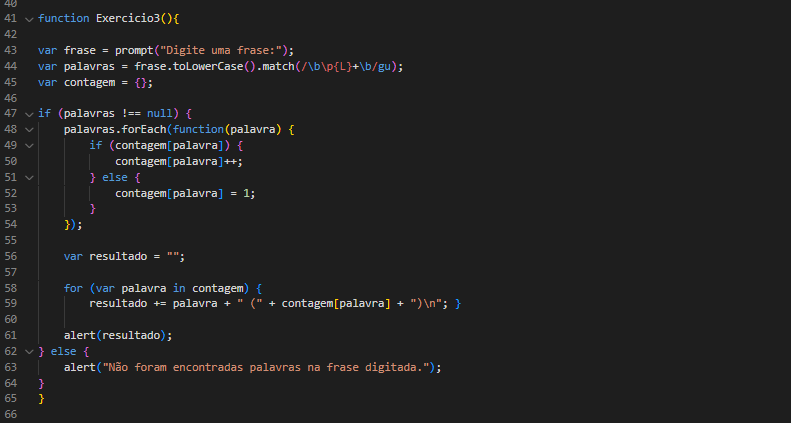 40
41 function Exercicio3(){
42
43 var frase = prompt("Digite uma frase:");
44 var palavras = frase.toLowerCase().match(/\b\p{L}+\b/gu);
45 var contagem = {};
46
47 if (palavras !== null) {
48     palavras.forEach(function(palavra) {
49         if (contagem[palavra]) {
50             contagem[palavra]++;
51         } else {
52             contagem[palavra] = 1;
53         }
54     });
55
56     var resultado = "";
57
58     for (var palavra in contagem) {
59         resultado += palavra + " (" + contagem[palavra] + ")\n"; }
60
61     alert(resultado);
62 } else {
63     alert("Não foram encontradas palavras na frase digitada.");
64 }
65 }
66